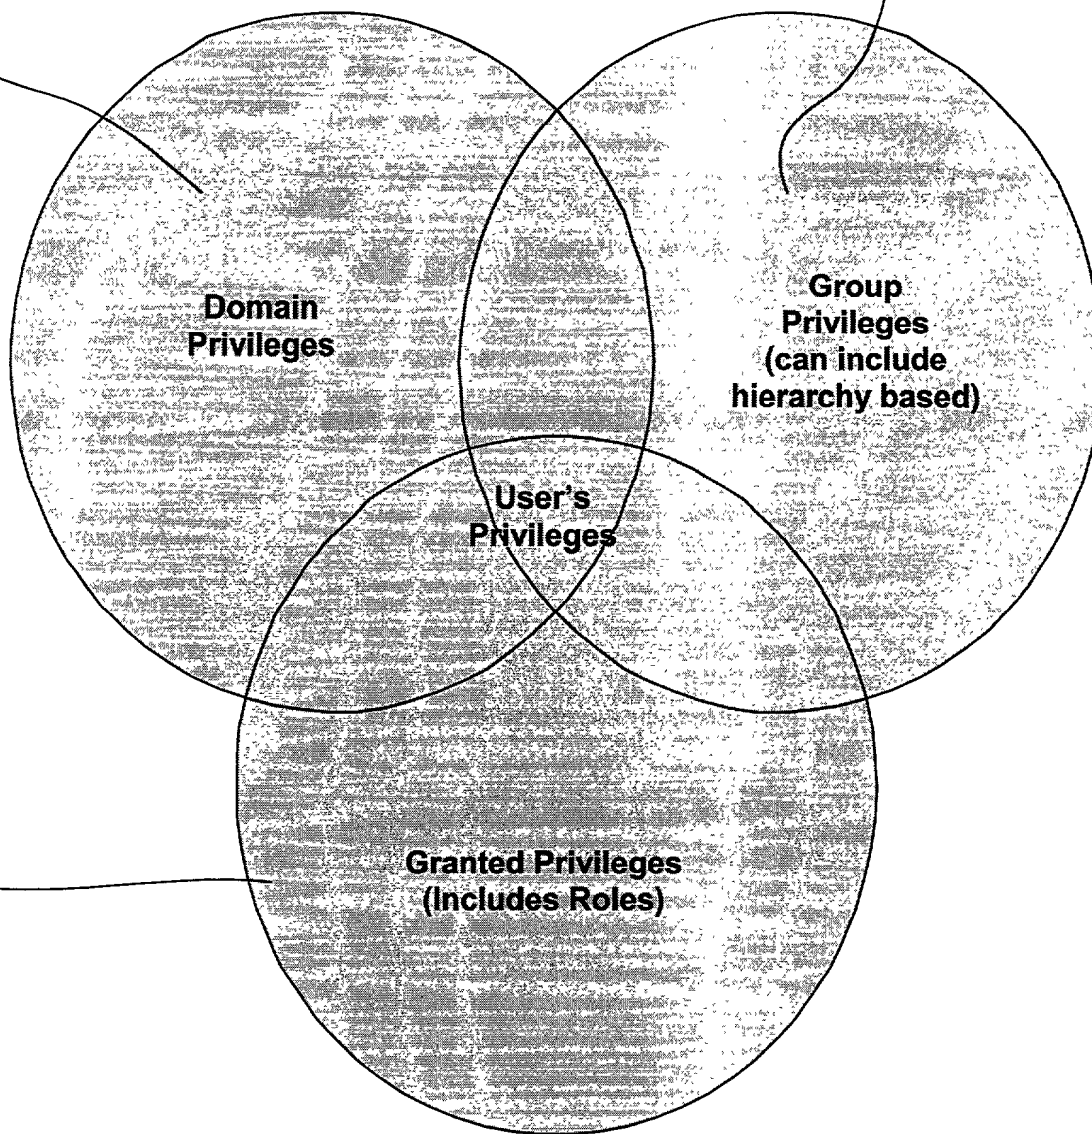 Domain
Privileges
Group
Privileges
(can include
hierarchy based)
User's
Privileges
Granted Privileges
(Includes Roles)